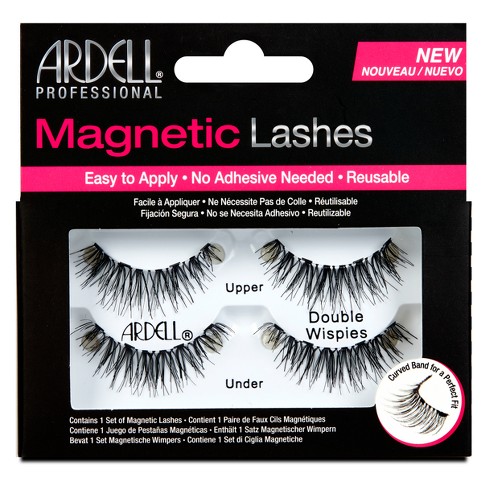 ARDELL®
PROFESSIONAL
NEW
NOUVEAU / NUEVO
Magnetic Lashes
Easy to Apply • No Adhesive Needed • Reusable
Facile à Appliquer • Ne Nécessite Pas de Colle • Réutilisable
Fijación Segura • No se Necesita Adhesivo • Reutilizable
Upper
ARDELL®
Double
Wispies
Under
Curved Band for a Perfect Fit
Contains 1 Set of Magnetic Lashes • Contient 1 Paire de Faux Cils Magnétiques
Contiene 1 Juego de Pestañas Magnéticas • Enthält 1 Satz Magnetischer Wimpern
Bevat 1 Set Magnetische Wimpers • Contiene 1 Set di Ciglia Magnetiche